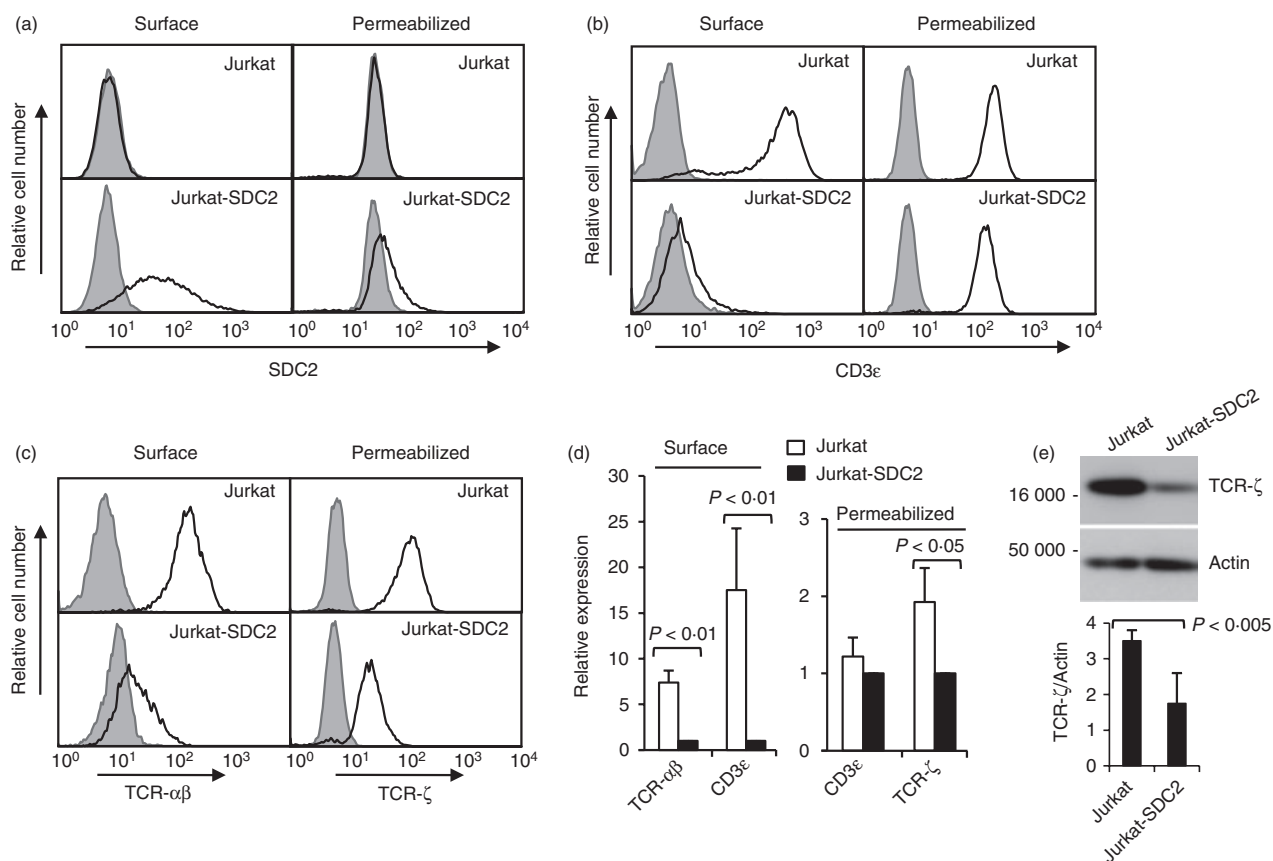 (a)
Surface
Permeabilized
Jurkat
Jurkat
Jurkat-SDC2
Jurkat-SDC2
Relative cell number
10⁰ 10¹ 10² 10³ 10¹ 10² 10³ 10⁴
SDC2
(b)
Surface
Permeabilized
Jurkat
Jurkat
Jurkat-SDC2
Jurkat-SDC2
Relative cell number
10⁰ 10¹ 10² 10³ 10¹ 10² 10³ 10⁴
CD3ε
(c)
Surface
Permeabilized
Jurkat
Jurkat
Jurkat-SDC2
Jurkat-SDC2
Relative cell number
10⁰ 10¹ 10² 10³ 10¹ 10² 10³ 10⁴
TCR-αβ
TCR-ζ
(d)
Surface
Jurkat
Jurkat-SDC2
Relative expression
30
25
20
15
10
5
0
P < 0·01
P < 0·01
TCR-αβ
CD3ε
Permeabilized
3
2
1
0
P < 0·05
CD3ε
TCR-ζ
(e)
Jurkat
Jurkat-SDC2
16 000 -
TCR-ζ
50 000 -
Actin
TCR-ζ/Actin
4
3
2
1
0
P < 0·005
Jurkat
Jurkat-SDC2